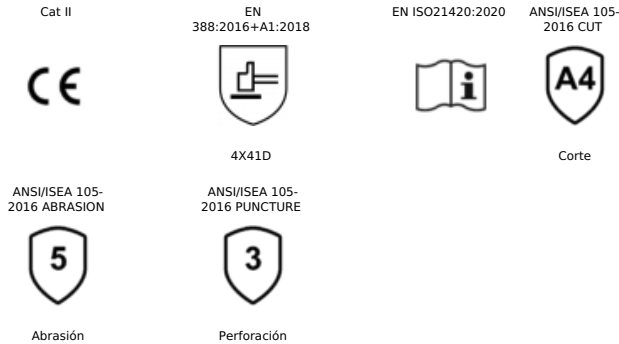 Cat II
EN
388:2016+A1:2018
EN ISO21420:2020
ANSI/ISEA 105-
2016 CUT
CE
i
A4
4X41D
Corte
ANSI/ISEA 105-
2016 ABRASION
ANSI/ISEA 105-
2016 PUNCTURE
5
3
Abrasión
Perforación